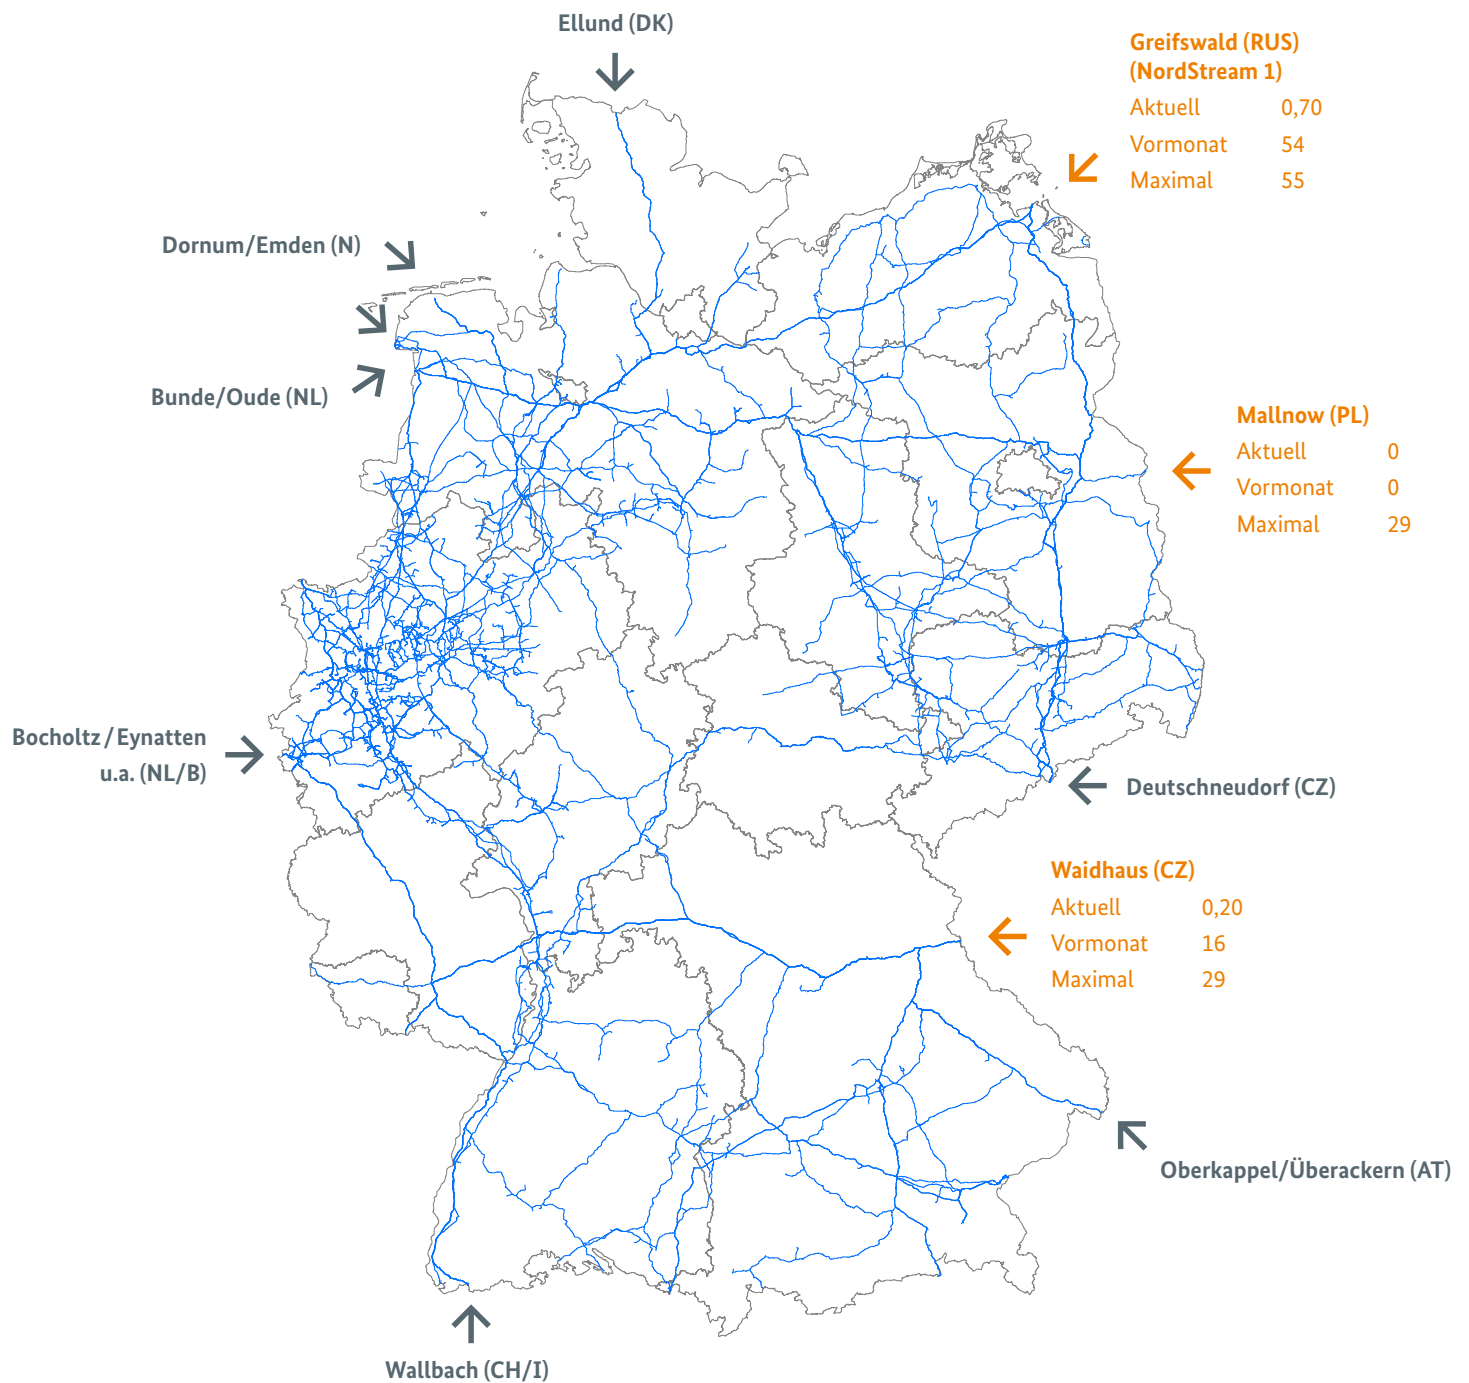 Ellund (DK)
Greifswald (RUS)
(NordStream 1)
Aktuell 0,70
Vormonat 54
Maximal 55
Dornum/Emden (N)
Bunde/Oude (NL)
Mallnow (PL)
Aktuell 0
Vormonat 0
Maximal 29
Bocholtz / Eynatten
u.a. (NL/B)
Deutschneudorf (CZ)
Waidhaus (CZ)
Aktuell 0,20
Vormonat 16
Maximal 29
Oberkappel/Überackern (AT)
Wallbach (CH/I)